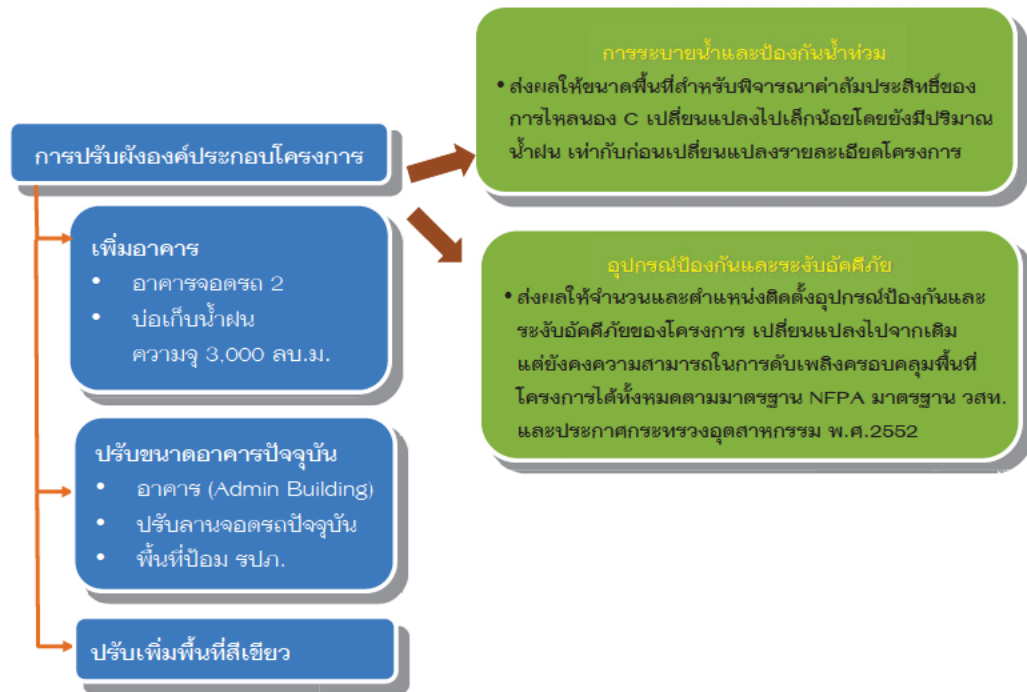 การปรับผังองค์ประกอบโครงการ
เพิ่มอาคาร
• อาคารจอดรถ 2
• บ่อเก็บน้ำฝน
ความจุ 3,000 ลบ.ม.
ปรับขนาดอาคารปัจจุบัน
• อาคาร (Admin Building)
• ปรับลานจอดรถปัจจุบัน
• พื้นที่ป้อม รปภ.
ปรับเพิ่มพื้นที่สีเขียว
การระบายน้ำและป้องกันน้ำท่วม
• ส่งผลให้ขนาดพื้นที่สำหรับพิจารณาค่าสัมประสิทธิ์ของ
การไหลนอง C เปลี่ยนแปลงไปเล็กน้อยโดยยังมีปริมาณ
น้ำฝน เท่ากับก่อนเปลี่ยนแปลงรายละเอียดโครงการ
อุปกรณ์ป้องกันและระงับอัคคีภัย
• ส่งผลให้จำนวนและตำแหน่งติดตั้งอุปกรณ์ป้องกันและ
ระงับอัคคีภัยของโครงการ เปลี่ยนแปลงไปจากเดิม
แต่ยังคงความสามารถในการดับเพลิงครอบคลุมพื้นที่
โครงการได้ทั้งหมดตามมาตรฐาน NFPA มาตรฐาน วสท.
และประกาศกระทรวงอุตสาหกรรม พ.ศ.2552